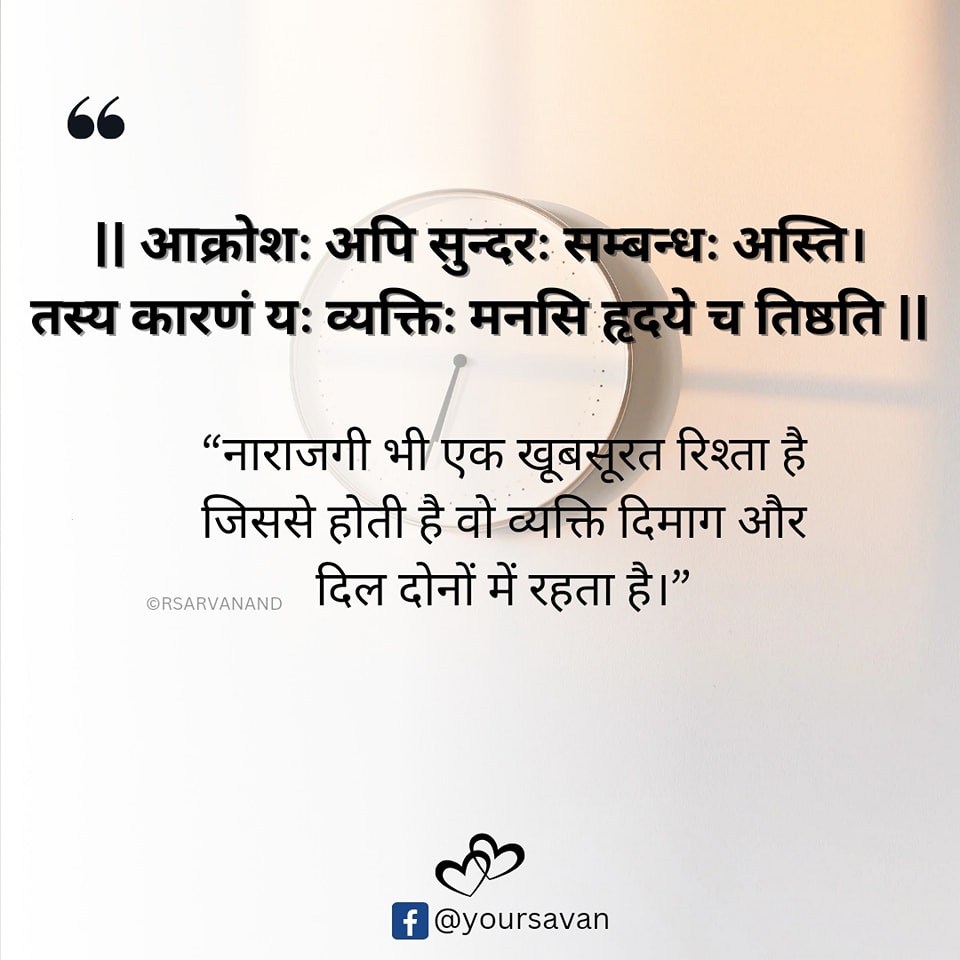 “
|| आक्रोशः अपि सुन्दरः सम्बन्धः अस्ति।
तस्य कारणं यः व्यक्तिः मनसि हृदये च तिष्ठति ||
“नाराजगी भी एक खूबसूरत रिश्ता है
जिससे होती है वो व्यक्ति दिमाग और
दिल दोनों में रहता है।”
©RSARVANAND
@yoursavan